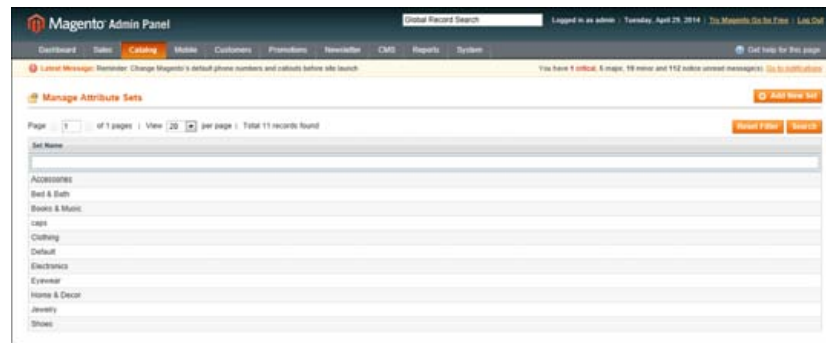 Magento Admin Panel
Global Record Search
Logged in as admin | Tuesday, April 29, 2014 | Try Magento Go for Free | Log Out
Dashboard Sales Catalog Mobile Customers Promotions Newsletter CMS Reports System Get help for this page
Latest Message: Reminder: Change Magento's default phone numbers and callouts before site launch You have 1 critical, 5 major, 19 minor and 112 notice unread message(s). Go to notifications
Manage Attribute Sets Add New Set
Page 1 of 1 pages | View 20 per page | Total 11 records found Reset Filter Search
Set Name
Accessories
Bed & Bath
Books & Music
caps
Clothing
Default
Electronics
Eyewear
Home & Decor
Jewelry
Shoes